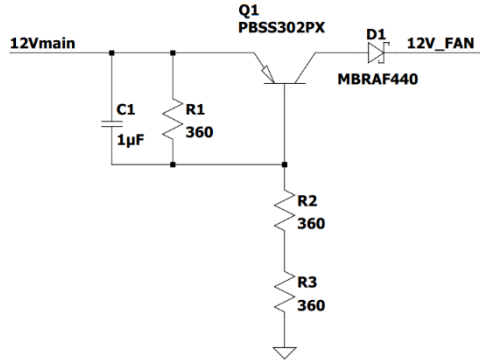 Q1
PBSS302PX
12Vmain
D1
12V_FAN
MBRAF440
C1
1µF
R1
360
R2
360
R3
360